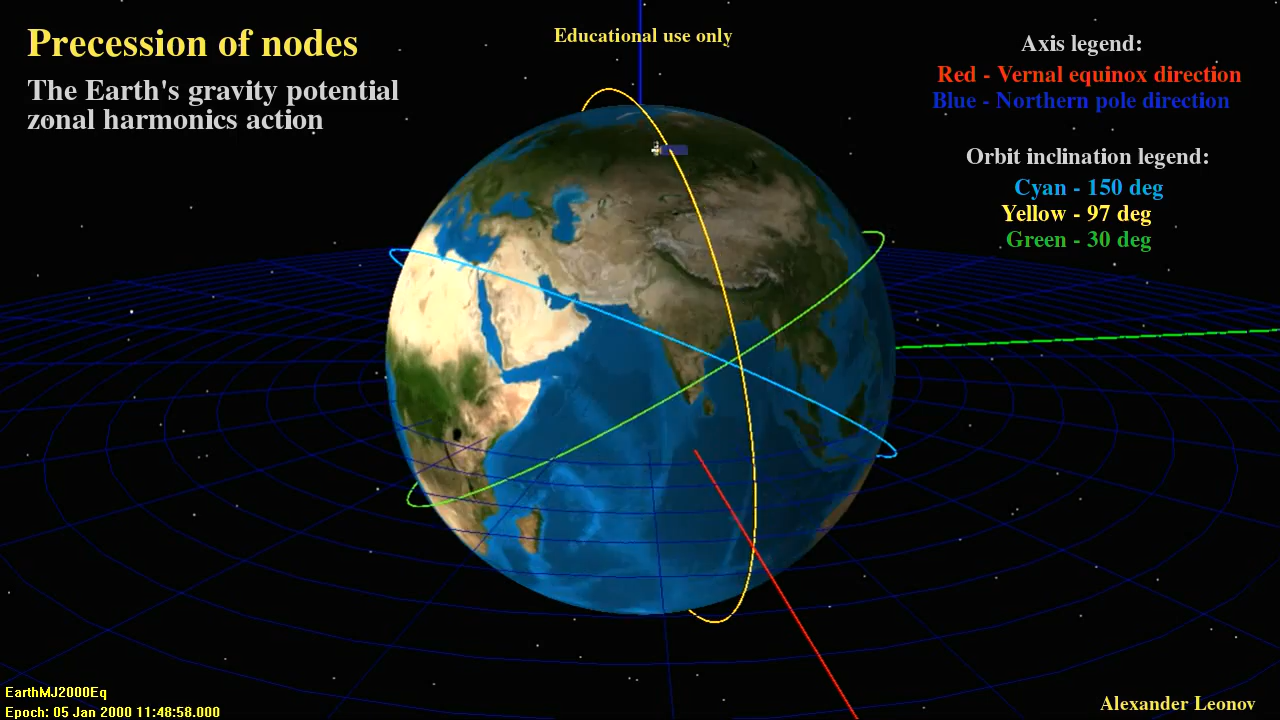 Precession of nodes
The Earth's gravity potential
zonal harmonics action
Educational use only
Axis legend:
Red - Vernal equinox direction
Blue - Northern pole direction
Orbit inclination legend:
Cyan - 150 deg
Yellow - 97 deg
Green - 30 deg
EarthMJ2000Eq
Epoch: 05 Jan 2000 11:48:58.000
Alexander Leonov